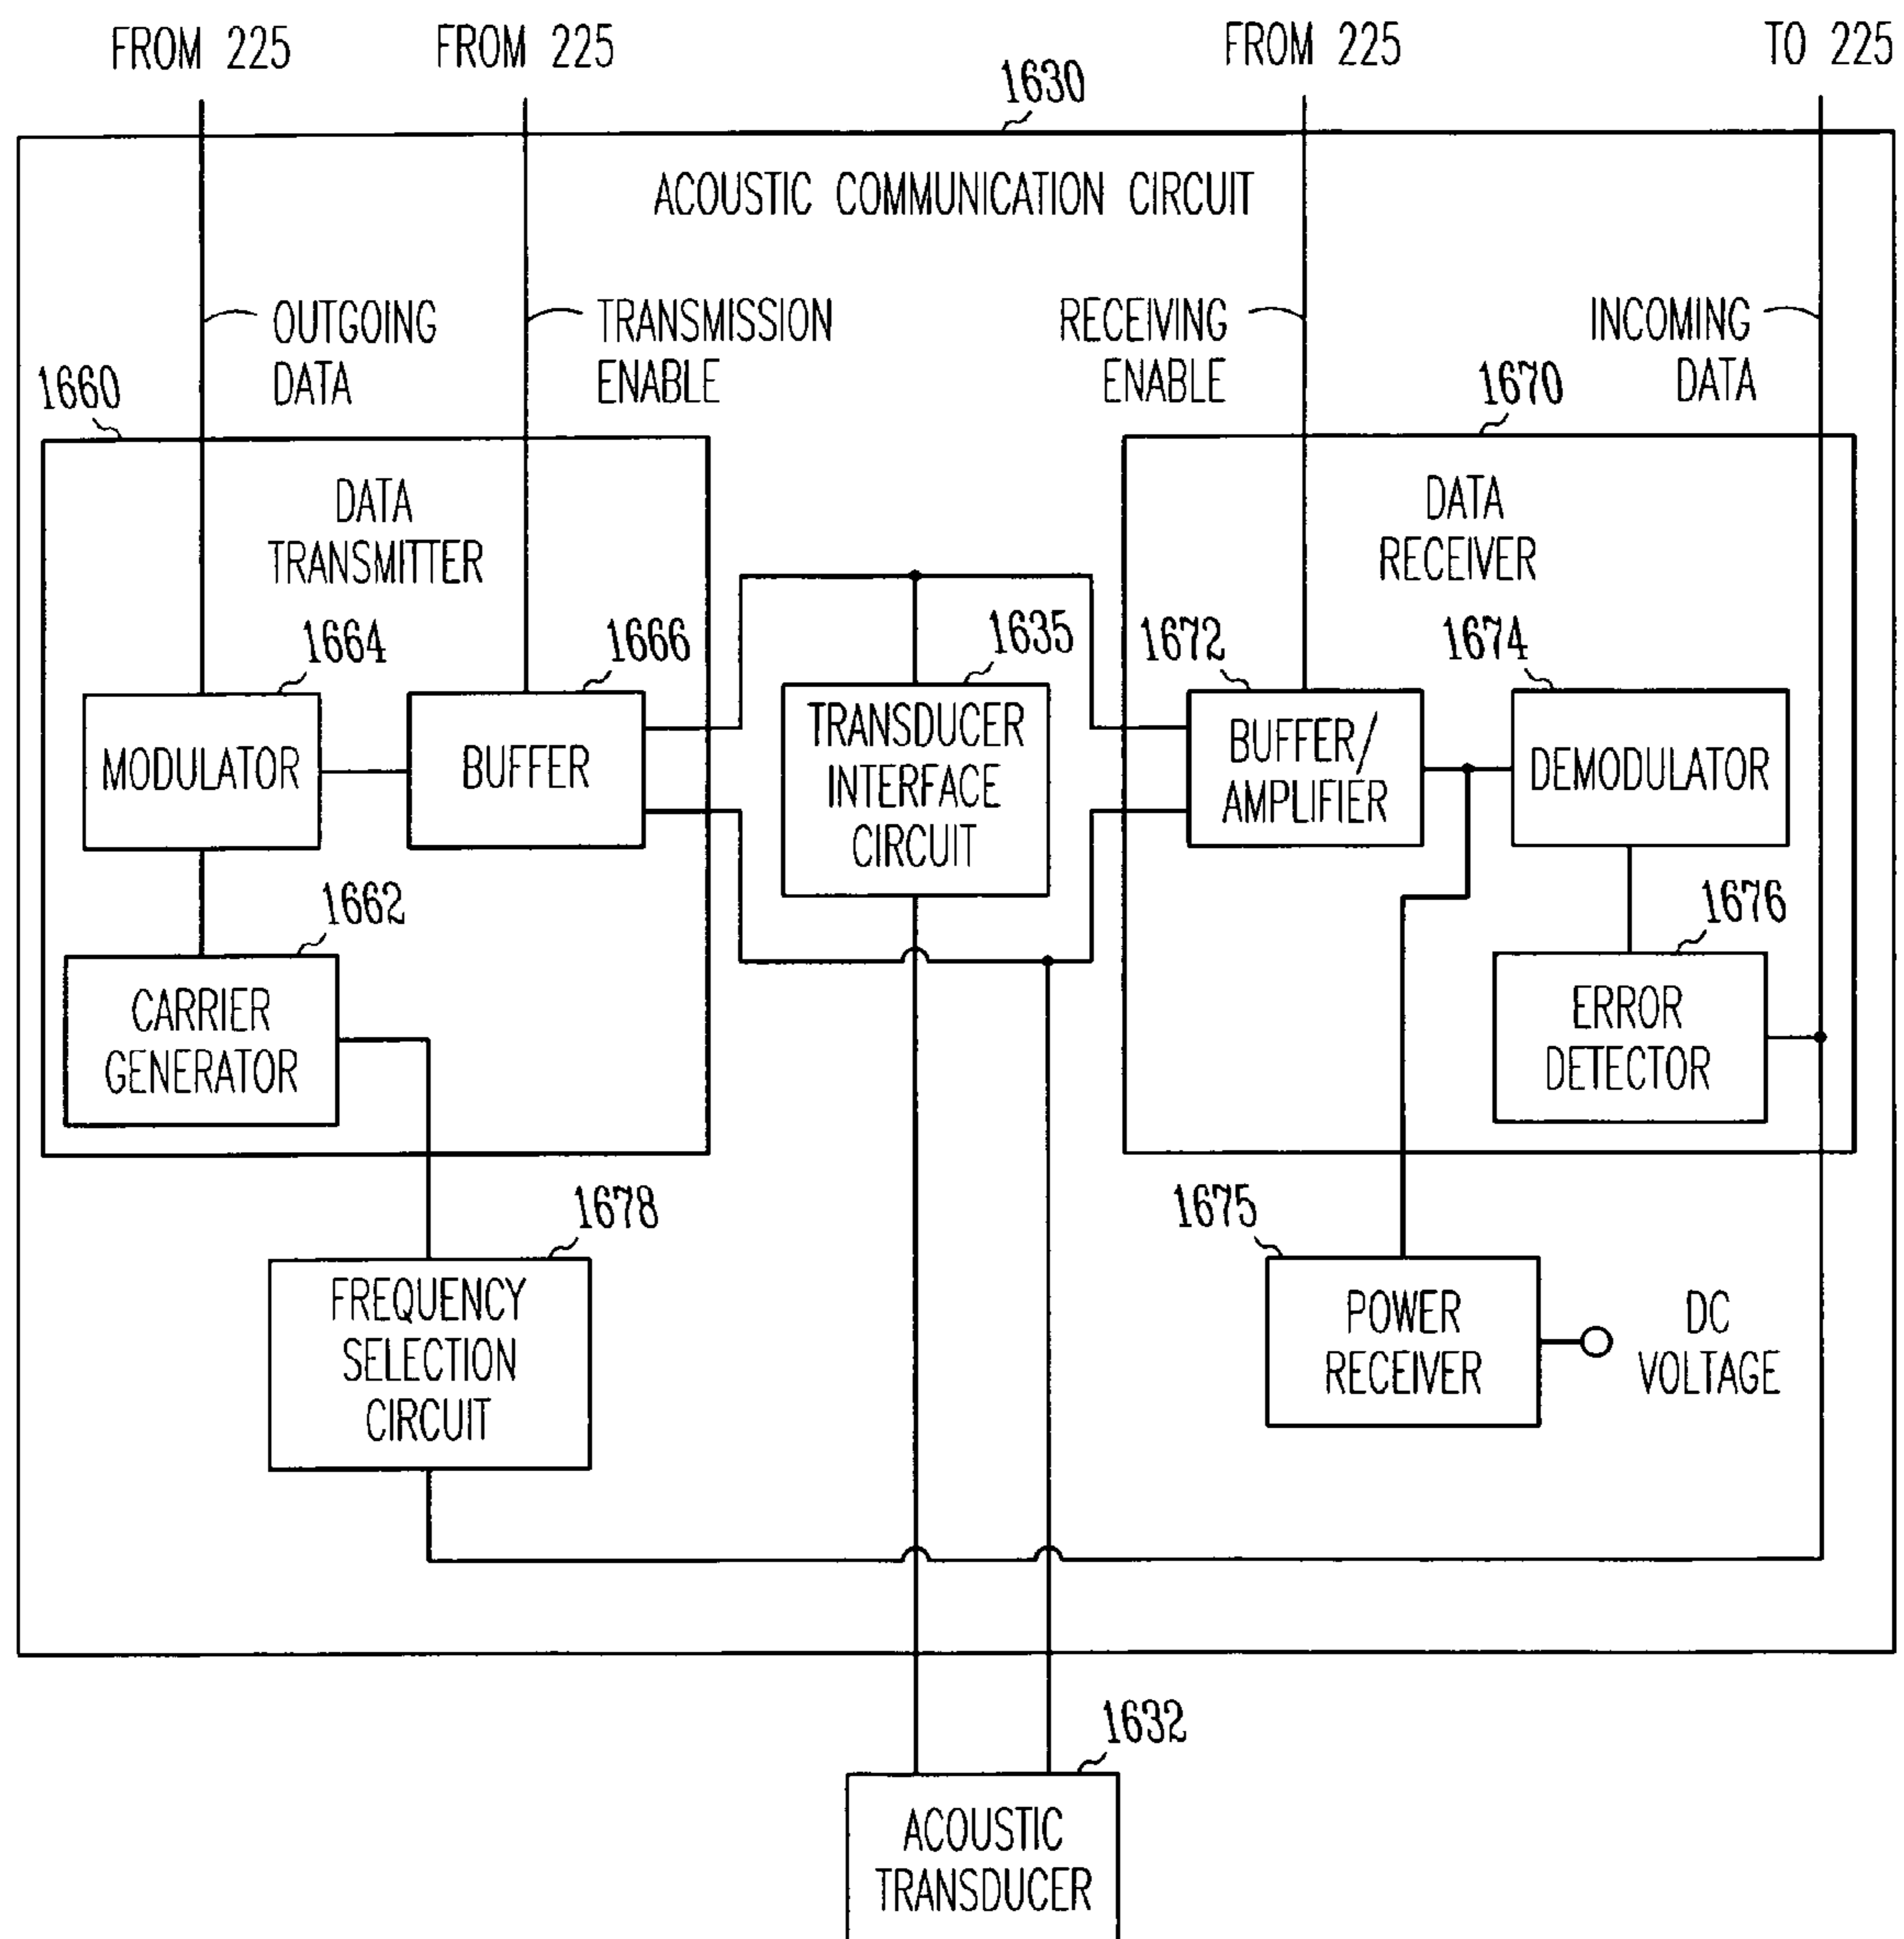 FROM 225
FROM 225
FROM 225
TO 225
1630
ACOUSTIC COMMUNICATION CIRCUIT
OUTGOING
DATA
TRANSMISSION
ENABLE
RECEIVING
ENABLE
INCOMING
DATA
1660
1670
DATA
TRANSMITTER
DATA
RECEIVER
1664
1666
1635
1672
1674
MODULATOR
BUFFER
TRANSDUCER
INTERFACE
CIRCUIT
BUFFER/
AMPLIFIER
DEMODULATOR
1662
1676
CARRIER
GENERATOR
ERROR
DETECTOR
1678
1675
FREQUENCY
SELECTION
CIRCUIT
POWER
RECEIVER
DC
VOLTAGE
1632
ACOUSTIC
TRANSDUCER